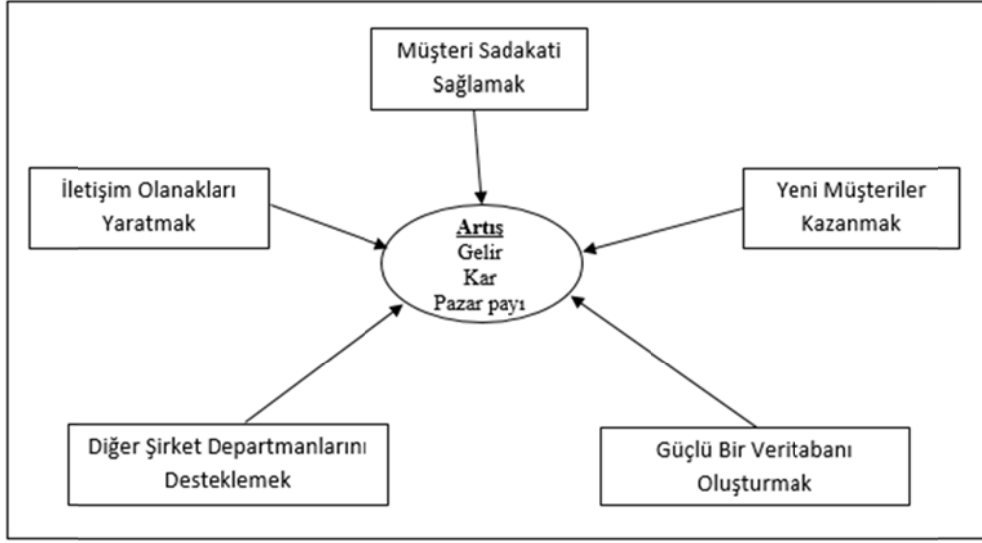 Müşteri Sadakati
Sağlamak
İletişim Olanakları
Yaratmak
Yeni Müşteriler
Kazanmak
Artış
Gelir
Kar
Pazar payı
Diğer Şirket Departmanlarını
Desteklemek
Güçlü Bir Veritabanı
Oluşturmak